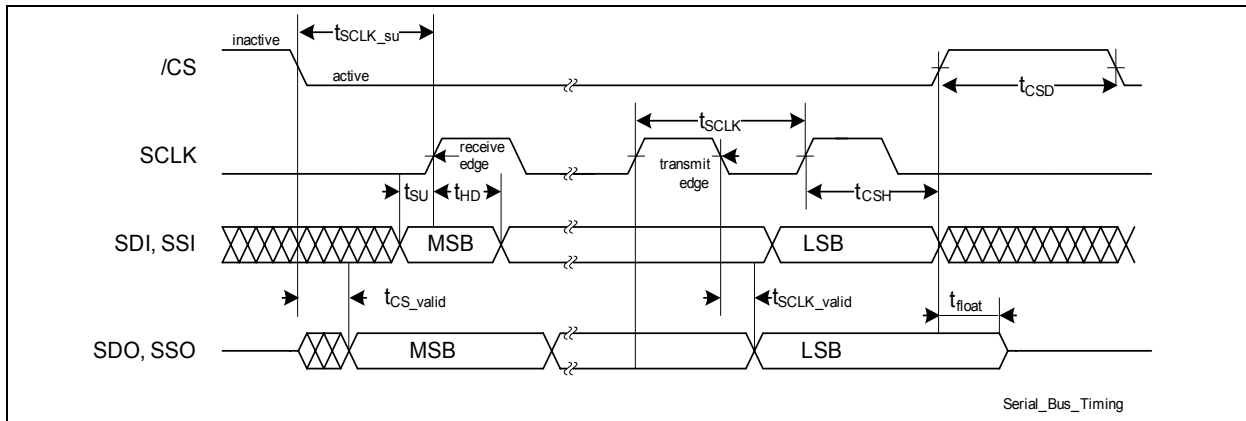 inactive
tSCLK_su
/CS
active
tCSD
tSCLK
SCLK
receive
edge
transmit
edge
tSU
tHD
tCSH
SDI, SSI
MSB
LSB
tCS_valid
tSCLK_valid
tfloat
SDO, SSO
MSB
LSB
Serial_Bus_Timing